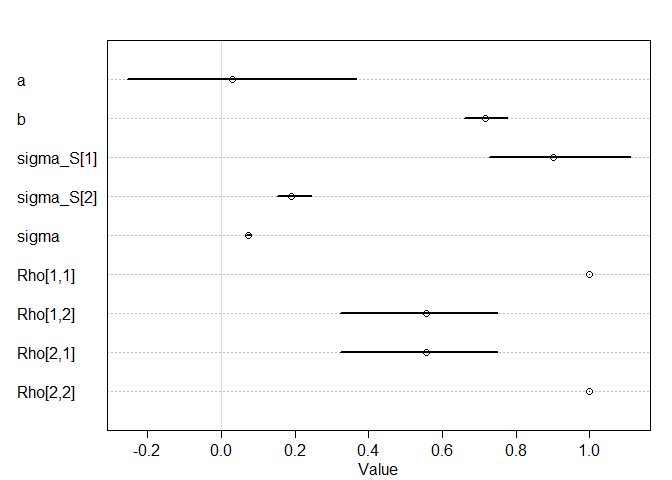 a
b
sigma_S[1]
sigma_S[2]
sigma
Rho[1,1]
Rho[1,2]
Rho[2,1]
Rho[2,2]
-0.2 0.0 0.2 0.4 0.6 0.8 1.0
Value